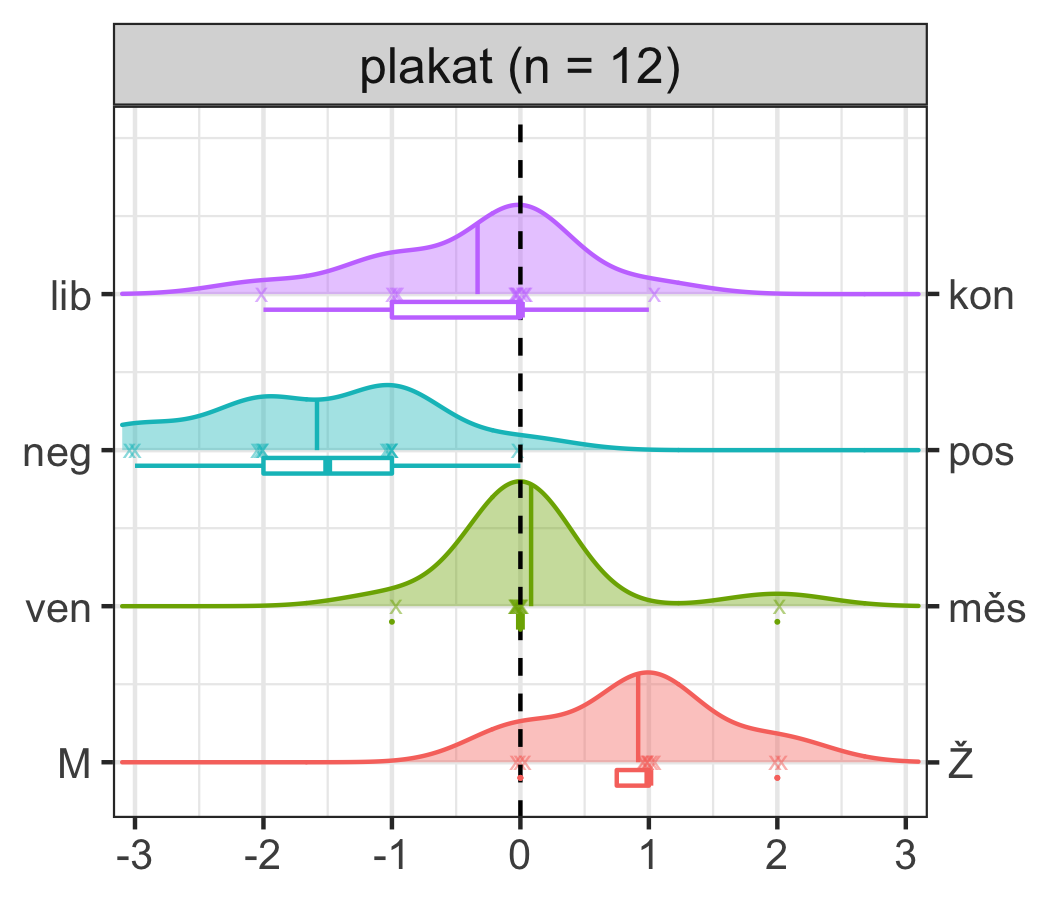 plakat (n = 12)
lib kon
neg pos
ven měs
M Ž
-3 -2 -1 0 1 2 3